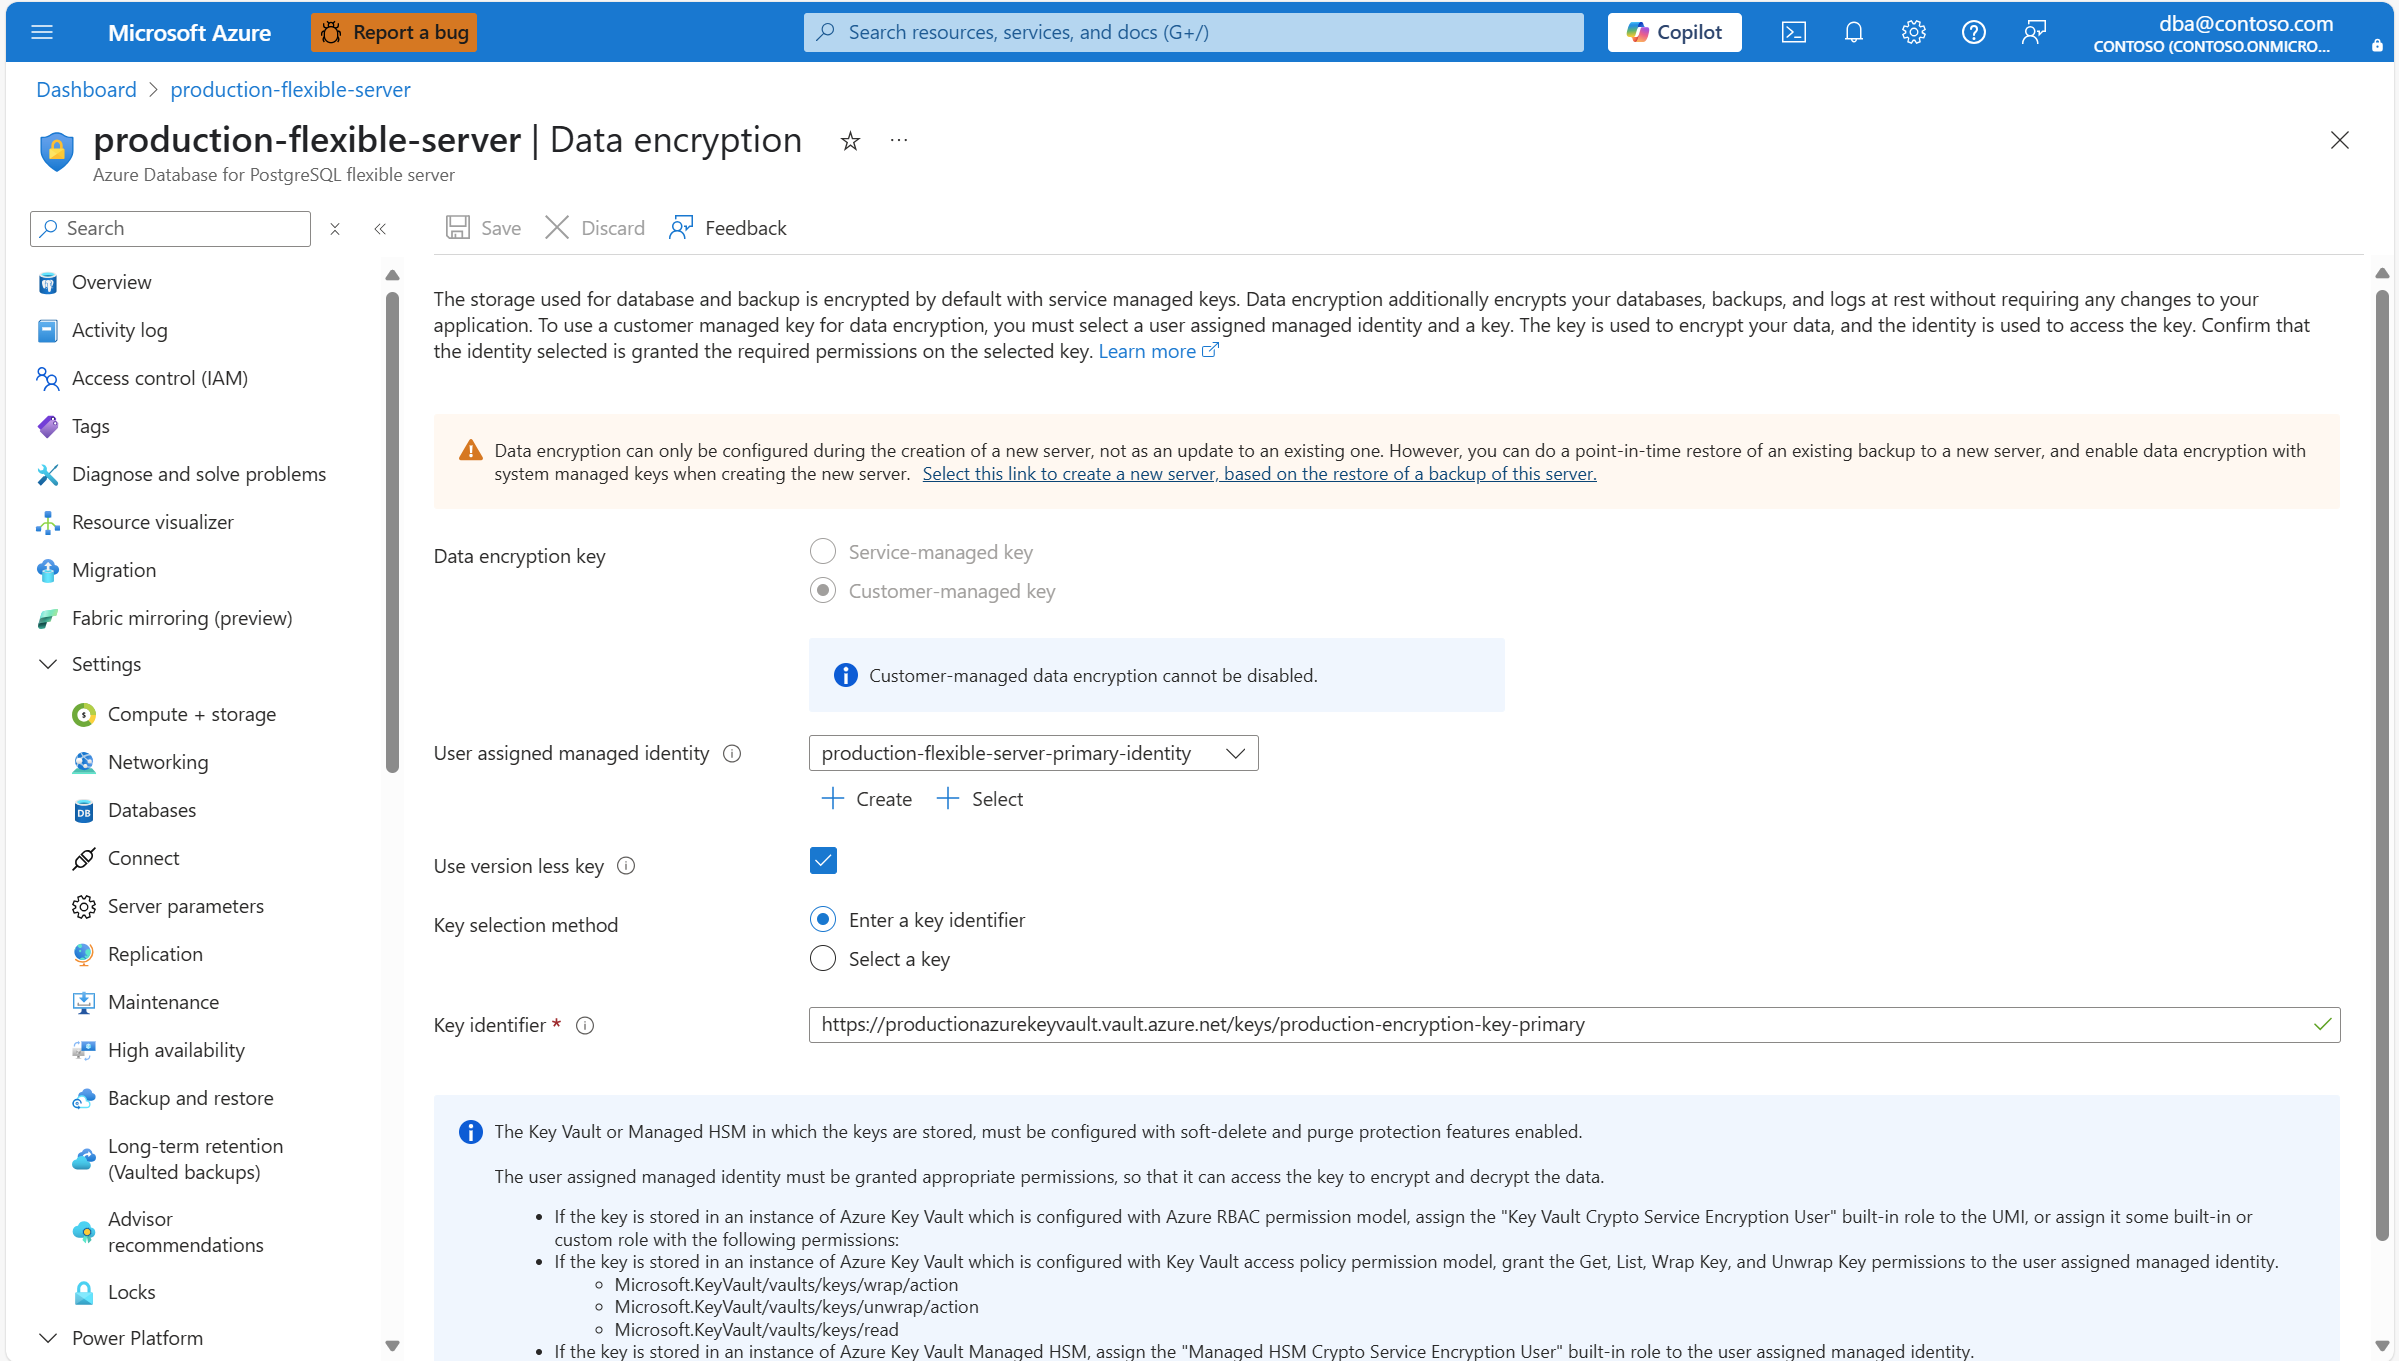 Microsoft Azure
Report a bug
Search resources, services, and docs (G+/)
Copilot
dba@contoso.com
CONTOSO (CONTOSO.ONMICRO...
Dashboard > production-flexible-server
production-flexible-server | Data encryption
Azure Database for PostgreSQL flexible server
Search
Save
Discard
Feedback
Overview
Activity log
Access control (IAM)
Tags
Diagnose and solve problems
Resource visualizer
Migration
Fabric mirroring (preview)
Settings
Compute + storage
Networking
Databases
Connect
Server parameters
Replication
Maintenance
High availability
Backup and restore
Long-term retention
(Vaulted backups)
Advisor
recommendations
Locks
Power Platform
The storage used for database and backup is encrypted by default with service managed keys. Data encryption additionally encrypts your databases, backups, and logs at rest without requiring any changes to your
application. To use a customer managed key for data encryption, you must select a user assigned managed identity and a key. The key is used to encrypt your data, and the identity is used to access the key. Confirm that
the identity selected is granted the required permissions on the selected key. Learn more
Data encryption can only be configured during the creation of a new server, not as an update to an existing one. However, you can do a point-in-time restore of an existing backup to a new server, and enable data encryption with
system managed keys when creating the new server. Select this link to create a new server, based on the restore of a backup of this server.
Data encryption key
Service-managed key
Customer-managed key
Customer-managed data encryption cannot be disabled.
User assigned managed identity
production-flexible-server-primary-identity
Create
Select
Use version less key
Key selection method
Enter a key identifier
Select a key
Key identifier *
https://productionazurekeyvault.vault.azure.net/keys/production-encryption-key-primary
The Key Vault or Managed HSM in which the keys are stored, must be configured with soft-delete and purge protection features enabled.
The user assigned managed identity must be granted appropriate permissions, so that it can access the key to encrypt and decrypt the data.
• If the key is stored in an instance of Azure Key Vault which is configured with Azure RBAC permission model, assign the "Key Vault Crypto Service Encryption User" built-in role to the UMI, or assign it some built-in or
custom role with the following permissions:
• If the key is stored in an instance of Azure Key Vault which is configured with Key Vault access policy permission model, grant the Get, List, Wrap Key, and Unwrap Key permissions to the user assigned managed identity.
◦ Microsoft.KeyVault/vaults/keys/wrap/action
◦ Microsoft.KeyVault/vaults/keys/unwrap/action
◦ Microsoft.KeyVault/vaults/keys/read
• If the key is stored in an instance of Azure Key Vault Managed HSM, assign the "Managed HSM Crypto Service Encryption User" built-in role to the user assigned managed identity.